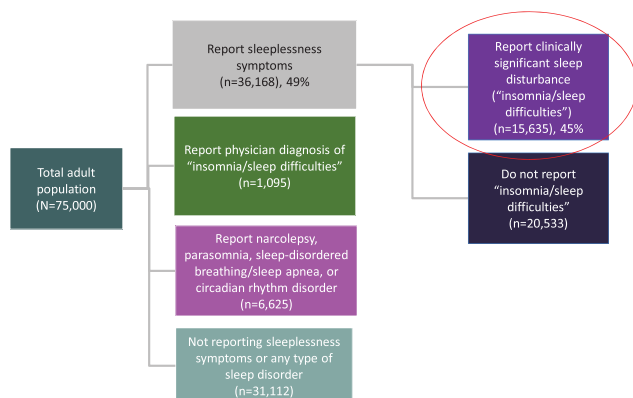 Total adult
population
(N=75,000)
Report sleeplessness
symptoms
(n=36,168), 49%
Report physician diagnosis of
“insomnia/sleep difficulties”
(n=1,095)
Report narcolepsy,
parasomnia, sleep-disordered
breathing/sleep apnea, or
circadian rhythm disorder
(n=6,625)
Not reporting sleeplessness
symptoms or any type of
sleep disorder
(n=31,112)
Report clinically
significant sleep
disturbance
(“insomnia/sleep
difficulties”)
(n=15,635), 45%
Do not report
“insomnia/sleep
difficulties”
(n=20,533)